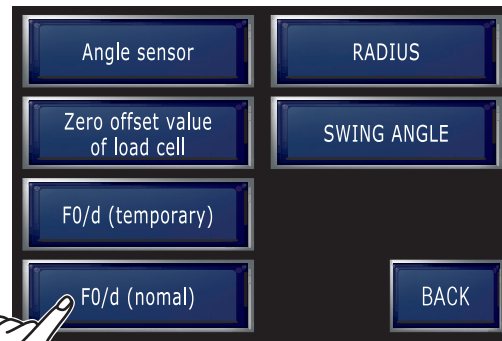 Angle sensor
RADIUS
Zero offset value
of load cell
SWING ANGLE
F0/d (temporary)
F0/d (nomal)
BACK